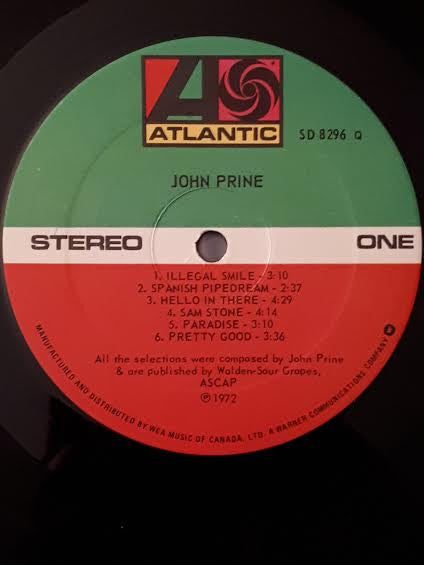 ATLANTIC
SD 8296 Q
JOHN PRINE
STEREO
ONE
1. ILLEGAL SMILE - 3:10
2. SPANISH PIPEDREAM - 2:37
3. HELLO IN THERE - 4:29
4. SAM STONE - 4:14
5. PARADISE - 3:10
6. PRETTY GOOD - 3:36
All the selections were composed by John Prine
& are published by Walden-Sour Grapes,
ASCAP
℗1972
MANUFACTURED AND DISTRIBUTED BY WEA MUSIC OF CANADA, LTD. A WARNER COMMUNICATIONS COMPANY